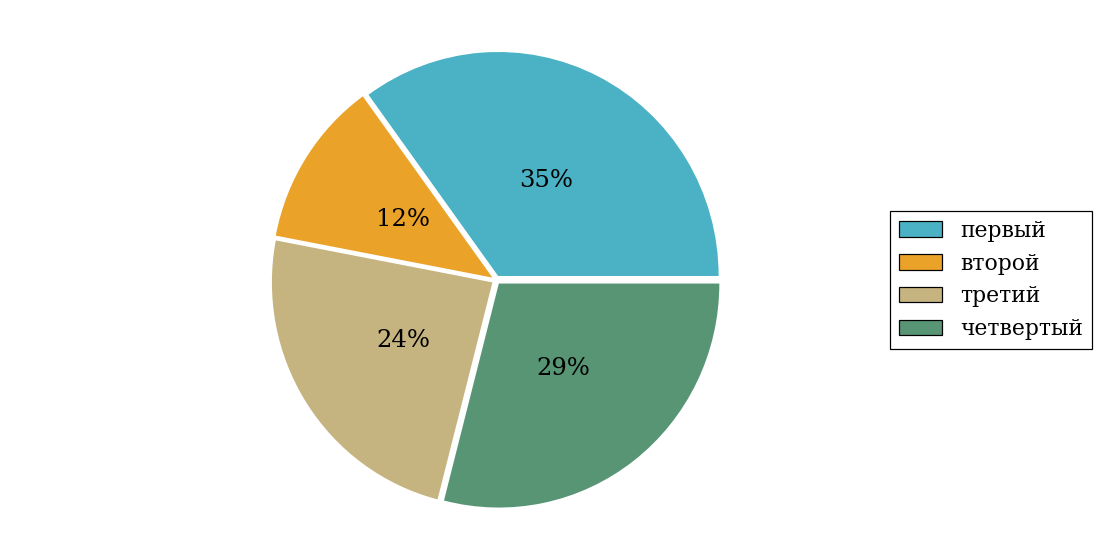 35%
12%
24%
29%
первый
второй
третий
четвертый